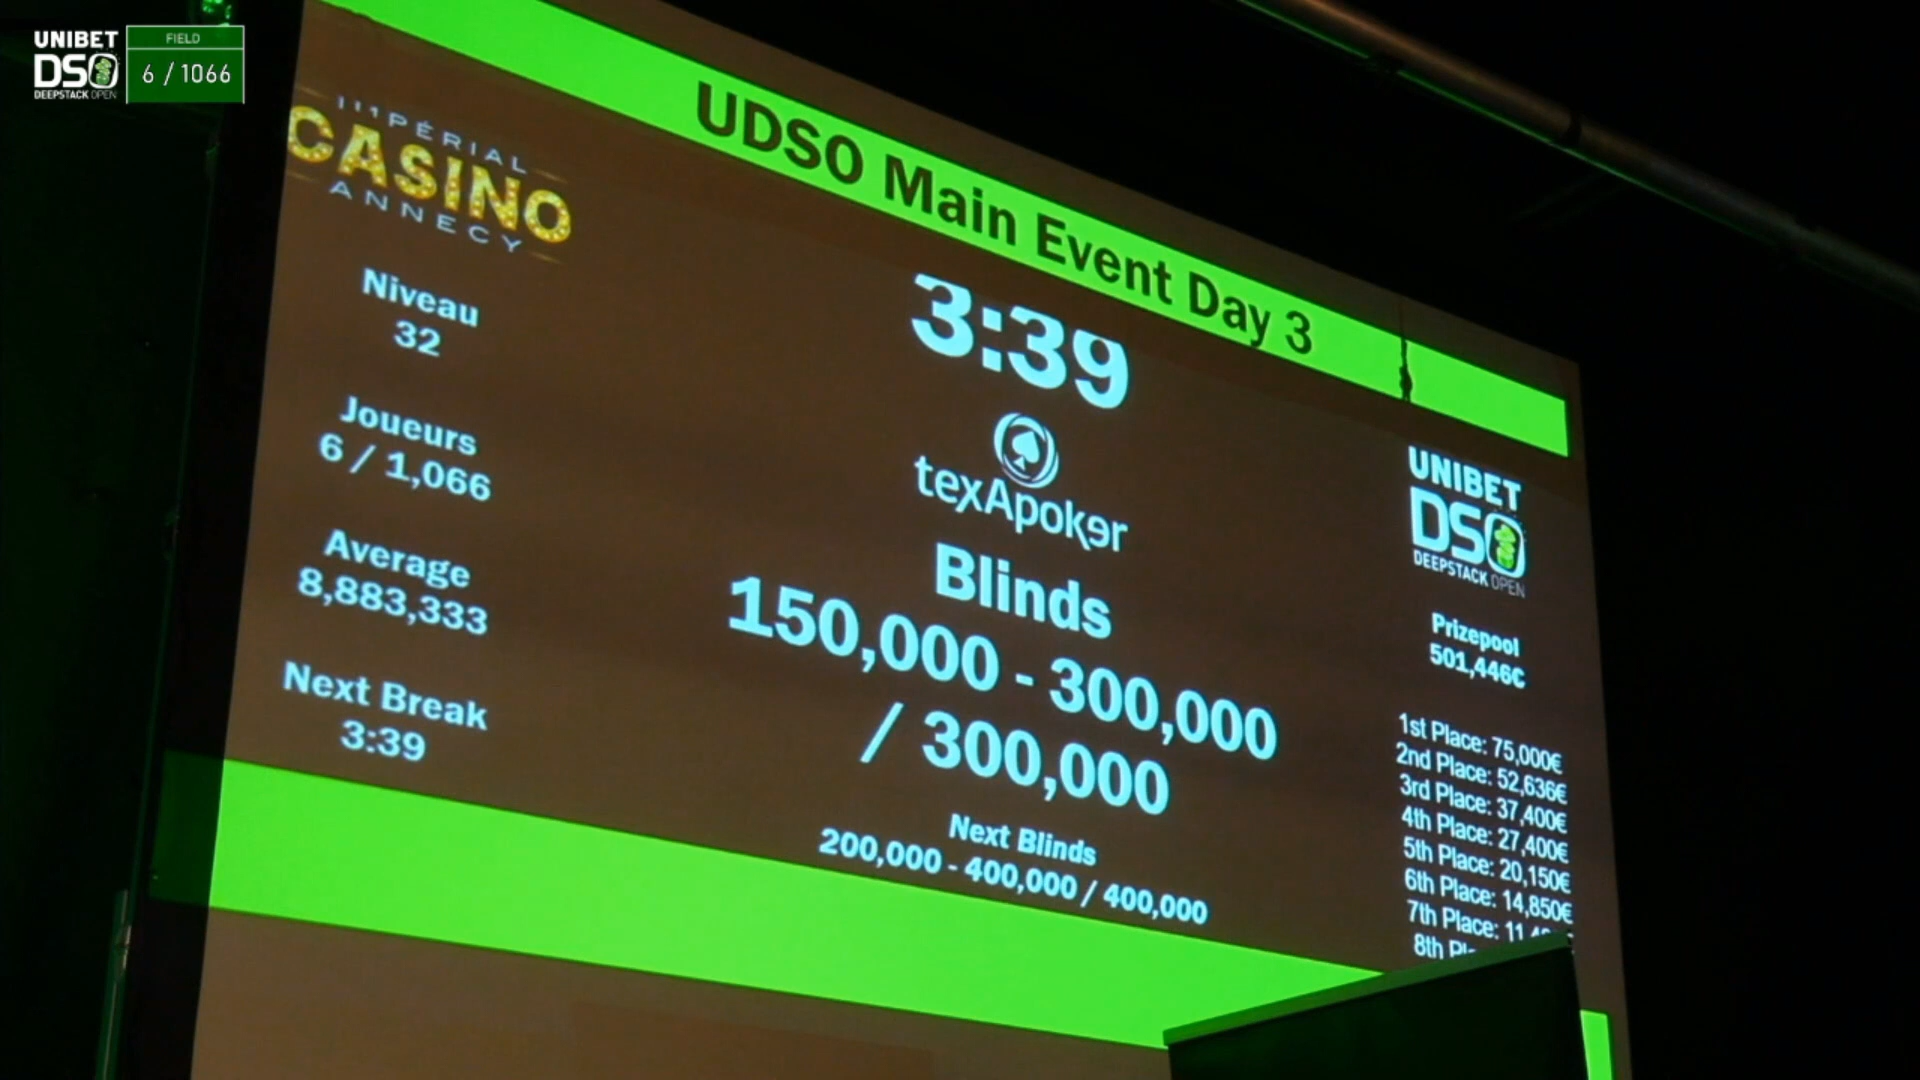 UNIBET
DSO
DEEPSTACK OPEN
FIELD
6 / 1066
UDSO Main Event Day 3
IMPÉRIAL
CASINO
ANNECY
Niveau
32
Joueurs
6 / 1,066
Average
8,883,333
Next Break
3:39
3:39
texApoker
Blinds
150,000 - 300,000
/ 300,000
Next Blinds
200,000 - 400,000 / 400,000
UNIBET
DSO
DEEPSTACK OPEN
Prizepool
501,446€
1st Place: 75,000€
2nd Place: 52,636€
3rd Place: 37,400€
4th Place: 27,400€
5th Place: 20,150€
6th Place: 14,850€
7th Place:
8th